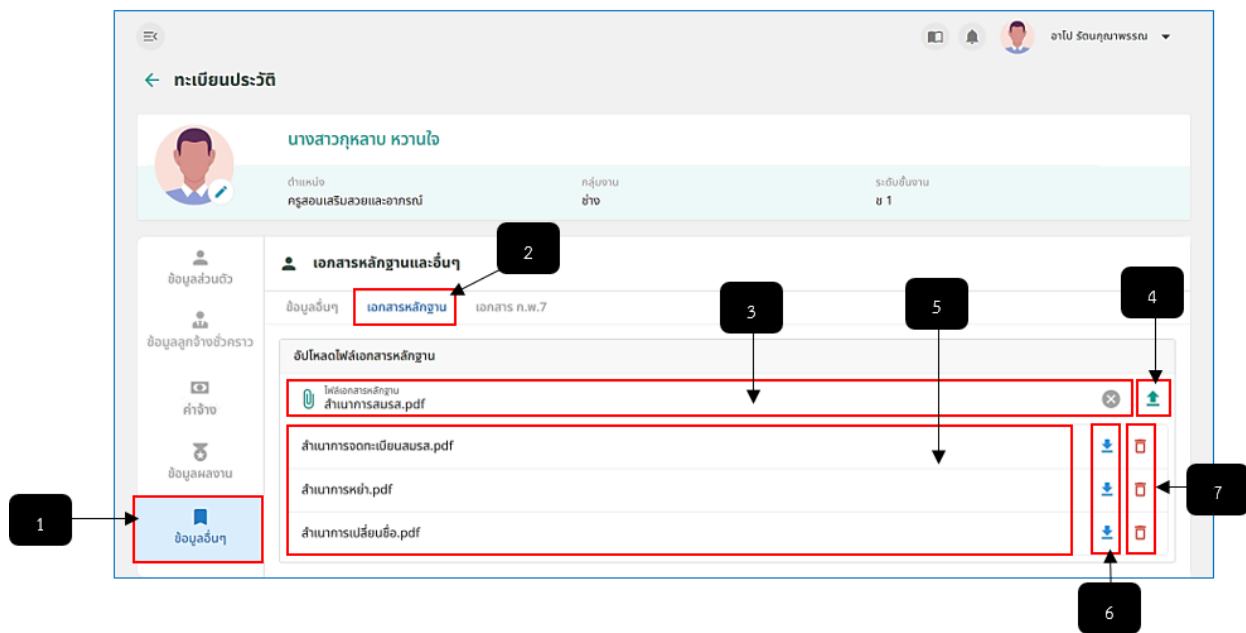 อาโป รัตนกุณาพรรณ
ทะเบียนประวัติ
นางสาวกุหลาบ หวานใจ
ตำแหน่ง กลุ่มงาน ระดับชั้นงาน
ครูสอนเสริมสวยและอาภรณ์ ช่าง ช 1
2
ข้อมูลส่วนตัว
เอกสารหลักฐานและอื่นๆ
ข้อมูลอื่นๆ เอกสารหลักฐาน เอกสาร ก.พ.7
3
5
4
ข้อมูลลูกจ้างชั่วคราว
อัปโหลดไฟล์เอกสารหลักฐาน
ไฟล์เอกสารหลักฐาน
สำเนาการสมรส.pdf
ค่าจ้าง
สำเนาการจดทะเบียนสมรส.pdf
ข้อมูลผลงาน
สำเนาการหย่า.pdf
7
1
ข้อมูลอื่นๆ
สำเนาการเปลี่ยนชื่อ.pdf
6